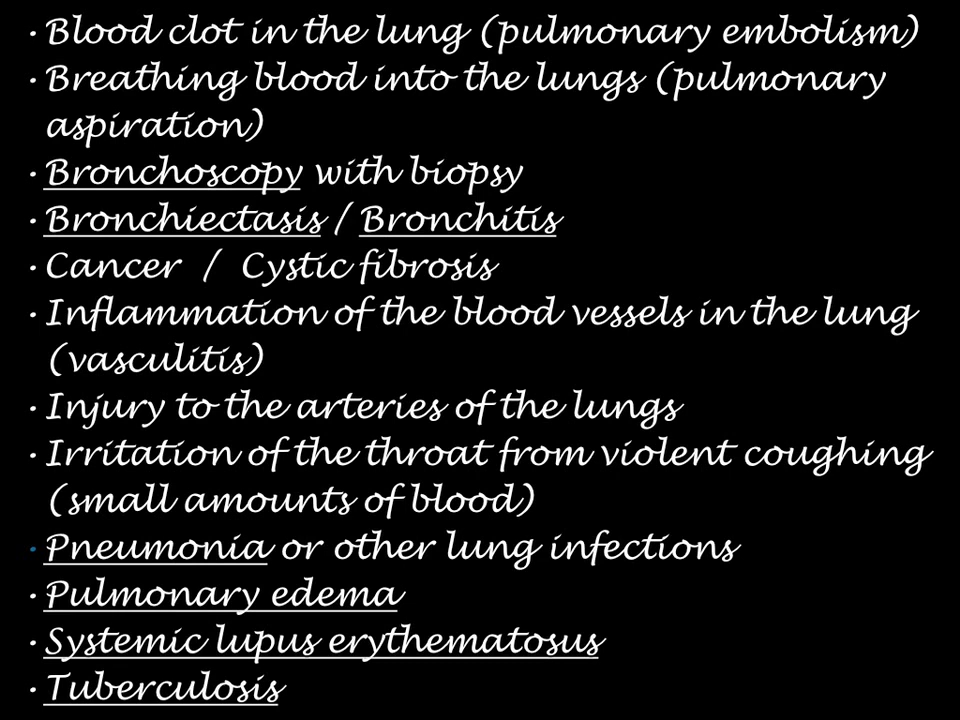 •Blood clot in the lung (pulmonary embolism)
•Breathing blood into the lungs (pulmonary
aspiration)
•Bronchoscopy with biopsy
•Bronchiectasis / Bronchitis
•Cancer / Cystic fibrosis
•Inflammation of the blood vessels in the lung
(vasculitis)
•Injury to the arteries of the lungs
•Irritation of the throat from violent coughing
(small amounts of blood)
•Pneumonia or other lung infections
•Pulmonary edema
•Systemic lupus erythematosus
•Tuberculosis